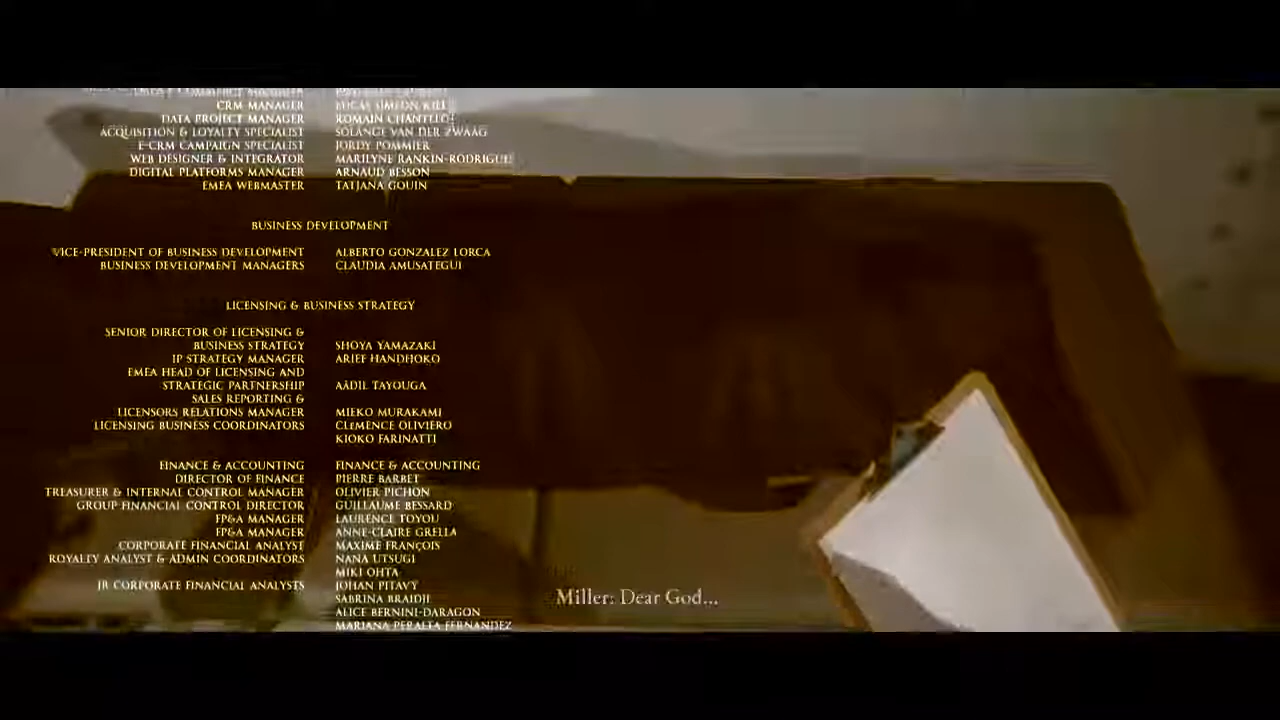 CRM MANAGER LUCAS SIMEON KIEL
DATA PROJECT MANAGER ROMAIN CHANTELOT
ACQUISITION & LOYALTY SPECIALIST SOLANGE VAN DER ZWAAG
E-CRM CAMPAIGN SPECIALIST JORDY POMMIER
WEB DESIGNER & INTEGRATOR MARILYNE RANKIN-RODRIGUE
DIGITAL PLATFORMS MANAGER ARNAUD BESSON
EMEA WEBMASTER TATJANA GOUIN
BUSINESS DEVELOPMENT
VICE-PRESIDENT OF BUSINESS DEVELOPMENT ALBERTO GONZALEZ LORCA
BUSINESS DEVELOPMENT MANAGERS CLAUDIA AMUSATEGUI
LICENSING & BUSINESS STRATEGY
SENIOR DIRECTOR OF LICENSING &
BUSINESS STRATEGY SHOYA YAMAZAKI
IP STRATEGY MANAGER ARIEF HANDHOKO
EMEA HEAD OF LICENSING AND
STRATEGIC PARTNERSHIP AÂDIL TAYOUGA
SALES REPORTING &
LICENSORS RELATIONS MANAGER MIEKO MURAKAMI
LICENSING BUSINESS COORDINATORS CLEMENCE OLIVIERO
KIOKO FARINATTI
FINANCE & ACCOUNTING FINANCE & ACCOUNTING
DIRECTOR OF FINANCE PIERRE BARBET
TREASURER & INTERNAL CONTROL MANAGER OLIVIER PICHON
GROUP FINANCIAL CONTROL DIRECTOR GUILLAUME BESSARD
FP&A MANAGER LAURENCE TOYOU
FP&A MANAGER ANNE-CLAIRE GRELLA
CORPORATE FINANCIAL ANALYST MAXIME FRANÇOIS
ROYALTY ANALYST & ADMIN COORDINATORS NANA UTSUGI
MIKI OHTA
JR CORPORATE FINANCIAL ANALYSTS JOHAN PITAVY
SABRINA BRAIDJI
ALICE BERNINI-DARAGON
MARIANA PERALTA FERNANDEZ
Miller: Dear God...